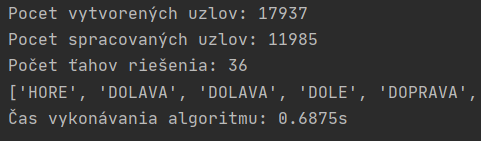 Pocet vytvorených uzlov: 17937
Pocet spracovaných uzlov: 11985
Počet ťahov riešenia: 36
['HORE', 'DOLAVA', 'DOLAVA', 'DOLE', 'DOPRAVA',
Čas vykonávania algoritmu: 0.6875s